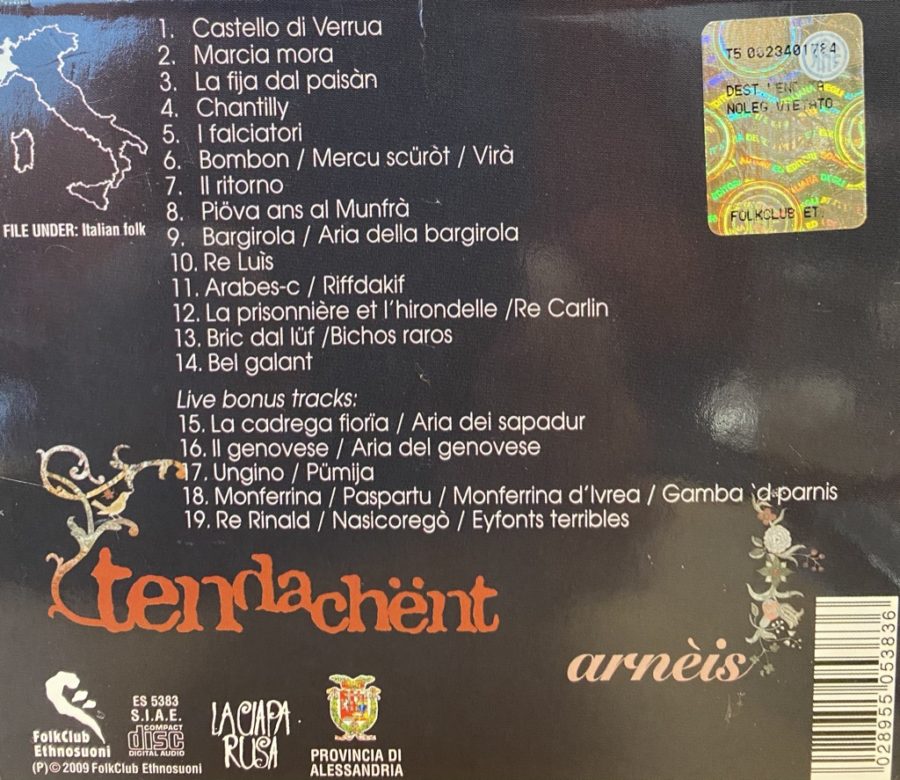 1. Castello di Verrua
2. Marcia mora
3. La fija dal paisàn
4. Chantilly
5. I falciatori
6. Bombon / Mercu scüròt / Virà
7. Il ritorno
8. Piöva ans al Munfrà
9. Bargirola / Aria della bargirola
10. Re Luìs
11. Arabes-c / Riffdakif
12. La prisonnière et l'hirondelle /Re Carlin
13. Bric dal lüf /Bichos raros
14. Bel galant
Live bonus tracks:
15. La cadrega fiorïa / Aria dei sapadur
16. Il genovese / Aria del genovese
17. Ungino / Pümija
18. Monferrina / Paspartu / Monferrina d'Ivrea / Gamba 'd parnis
19. Re Rinald / Nasicoregò / Eyfonts terribles
FILE UNDER: Italian folk
T5 0023401784
NOLEG.VIETATO
FOLKCLUB ET.
tendachënt
arnèis
FolkClub
Ethnosuoni
ES 5383
S.I.A.E.
COMPACT
disc
DIGITAL AUDIO
LA CIAPA
RUSA
PROVINCIA DI
ALESSANDRIA
(P)© 2009 FolkClub Ethnosuoni
028955053836